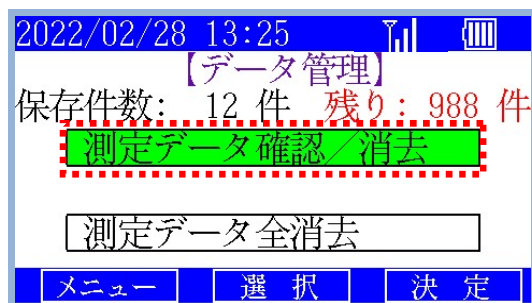 2022/02/28 13:25
【データ管理】
保存件数: 12 件 残り: 988 件
測定データ確認／消去
測定データ全消去
メニュー 選 択 決 定